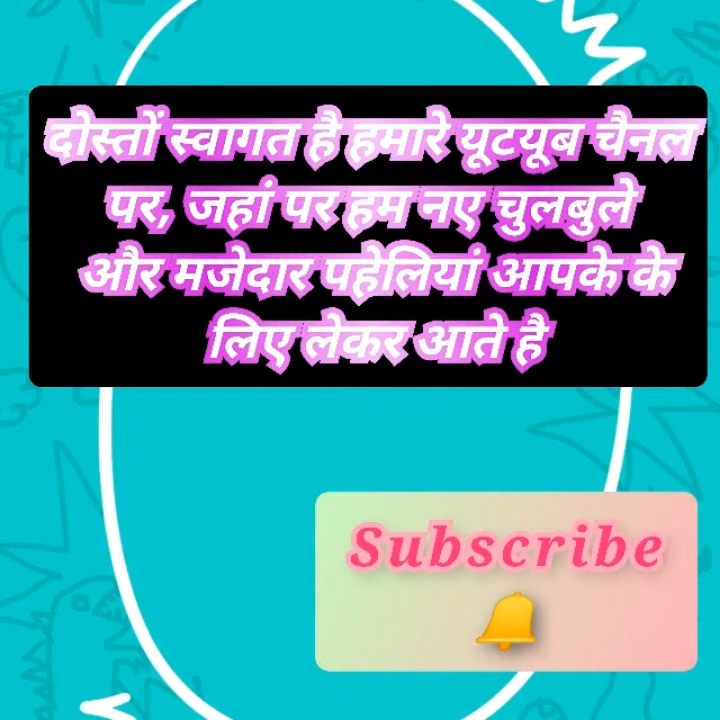 दोस्तों स्वागत है हमारे यूटयूब चैनल
पर, जहां पर हम नए चुलबुले
और मजेदार पहेलियां आपके के
लिए लेकर आते है
Subscribe